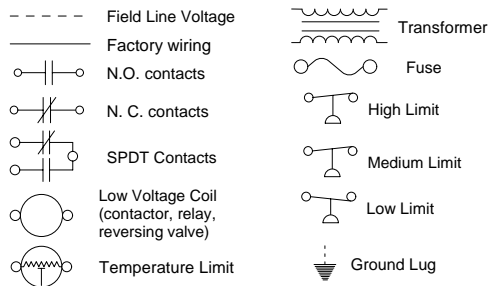 Field Line Voltage
Factory wiring
N.O. contacts
N. C. contacts
SPDT Contacts
Low Voltage Coil
(contactor, relay,
reversing valve)
Temperature Limit
Transformer
Fuse
High Limit
Medium Limit
Low Limit
Ground Lug